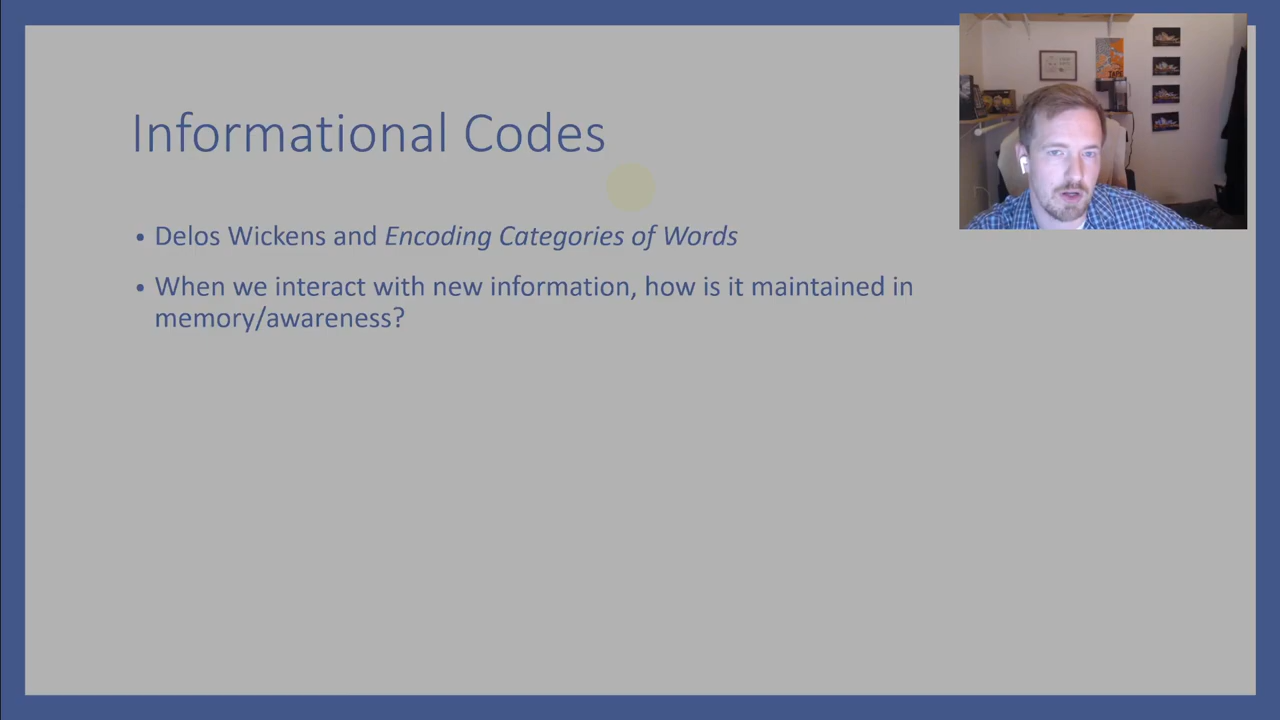 Informational Codes
• Delos Wickens and Encoding Categories of Words
• When we interact with new information, how is it maintained in
memory/awareness?
TAPE